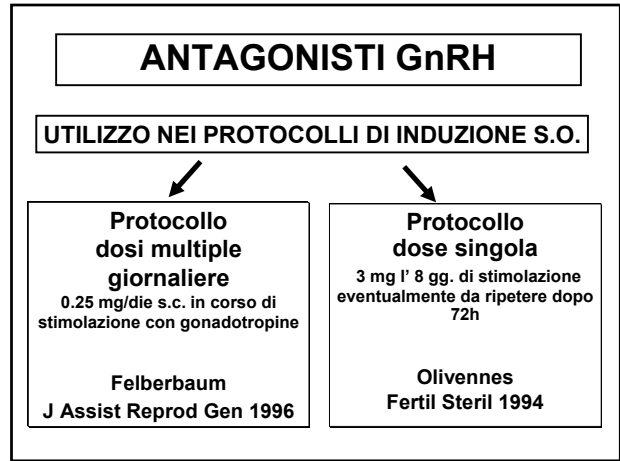 ANTAGONISTI GnRH
UTILIZZO NEI PROTOCOLLI DI INDUZIONE S.O.
Protocollo
dosi multiple
giornaliere
0.25 mg/die s.c. in corso di
stimolazione con gonadotropine
Felberbaum
J Assist Reprod Gen 1996
Protocollo
dose singola
3 mg l’ 8 gg. di stimolazione
eventualmente da ripetere dopo
72h
Olivennes
Fertil Steril 1994